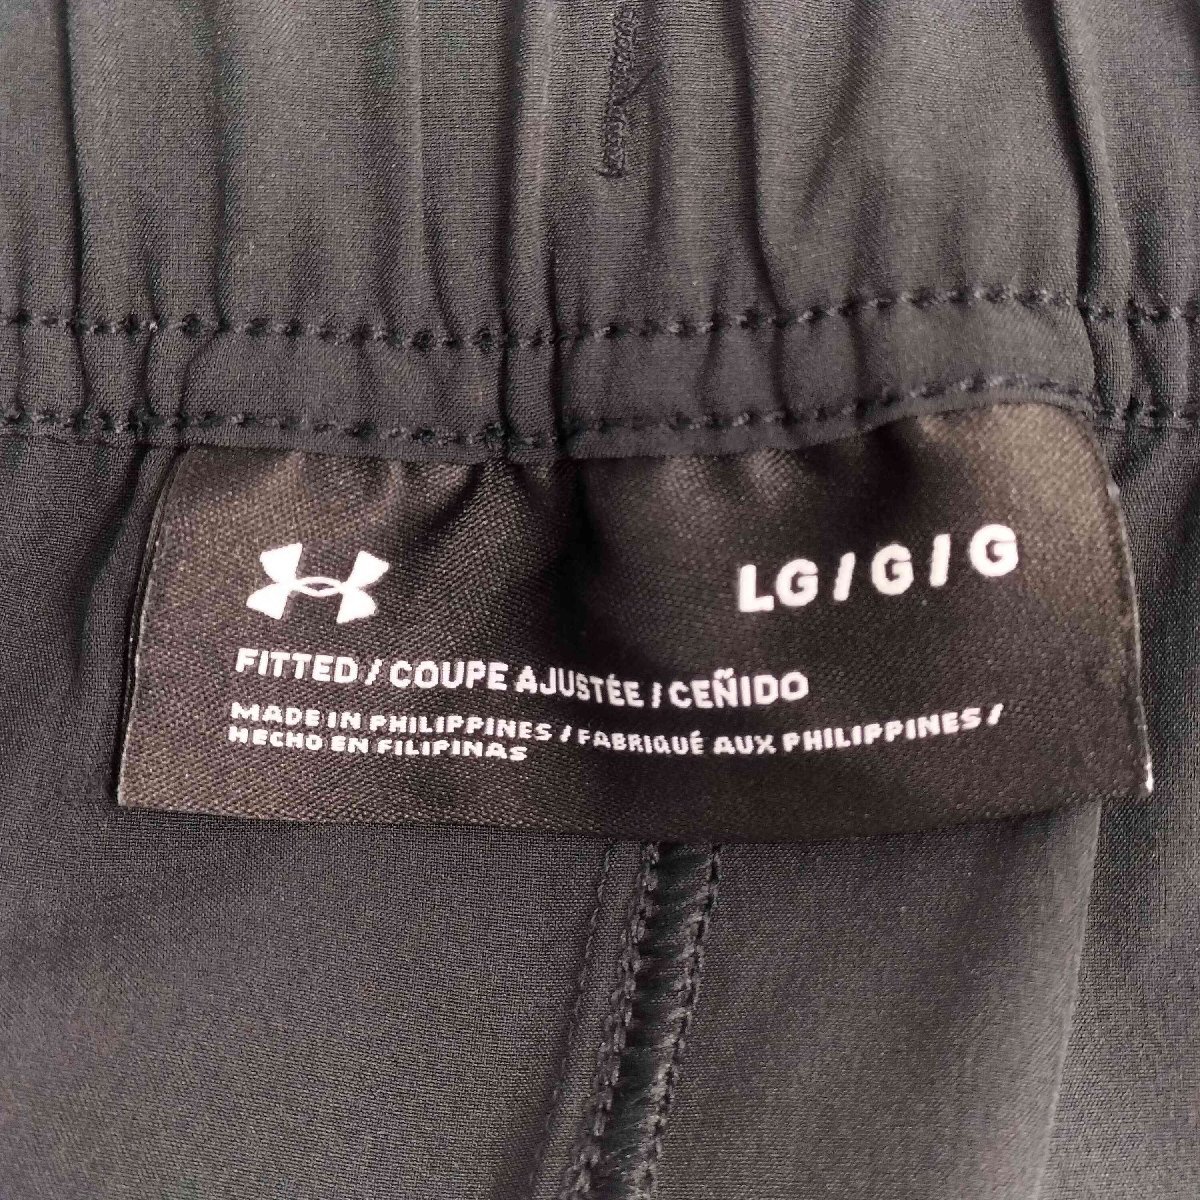 LG / G / G
FITTED / COUPE AJUSTÉE / CEÑIDO
MADE IN PHILIPPINES / FABRIQUÉ AUX PHILIPPINES /
HECHO EN FILIPINAS